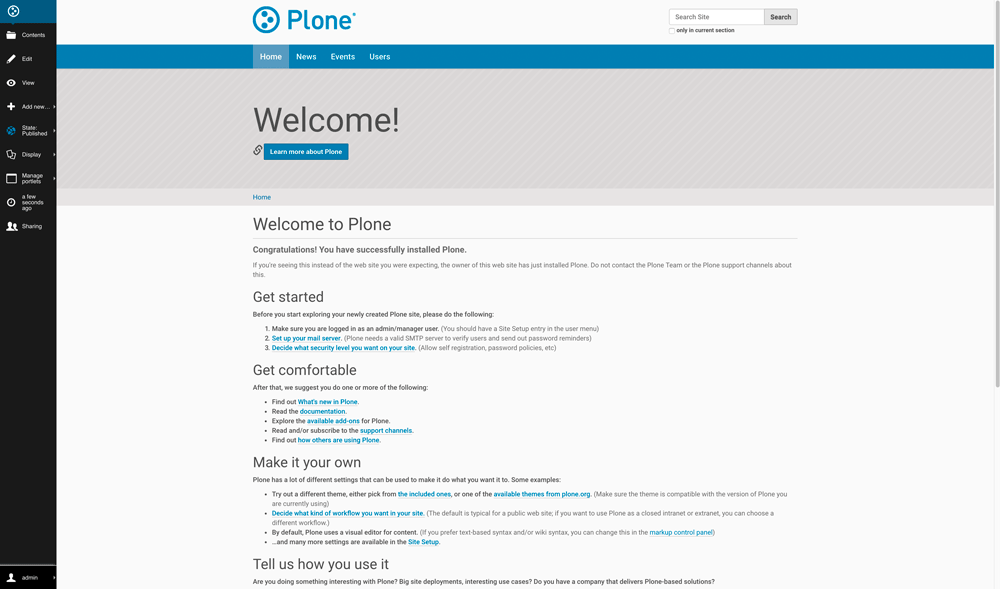 Plone
Search Site
Search
only in current section
Home
News
Events
Users
Contents
Edit
View
Add new...
State:
Published
Display
Manage
portlets
a few
seconds
ago
Sharing
admin
Welcome!
Learn more about Plone
Home
Welcome to Plone
Congratulations! You have successfully installed Plone.
If you're seeing this instead of the web site you were expecting, the owner of this web site has just installed Plone. Do not contact the Plone Team or the Plone support channels about
this.
Get started
Before you start exploring your newly created Plone site, please do the following:
1. Make sure you are logged in as an admin/manager user. (You should have a Site Setup entry in the user menu)
2. Set up your mail server. (Plone needs a valid SMTP server to verify users and send out password reminders)
3. Decide what security level you want on your site. (Allow self registration, password policies, etc)
Get comfortable
After that, we suggest you do one or more of the following:
• Find out What's new in Plone.
• Read the documentation.
• Explore the available add-ons for Plone.
• Read and/or subscribe to the support channels.
• Find out how others are using Plone.
Make it your own
Plone has a lot of different settings that can be used to make it do what you want it to. Some examples:
• Try out a different theme, either pick from the included ones, or one of the available themes from plone.org. (Make sure the theme is compatible with the version of Plone you
are currently using)
• Decide what kind of workflow you want in your site. (The default is typical for a public web site; if you want to use Plone as a closed intranet or extranet, you can choose a
different workflow.)
• By default, Plone uses a visual editor for content. (If you prefer text-based syntax and/or wiki syntax, you can change this in the markup control panel)
• ...and many more settings are available in the Site Setup.
Tell us how you use it
Are you doing something interesting with Plone? Big site deployments, interesting use cases? Do you have a company that delivers Plone-based solutions?